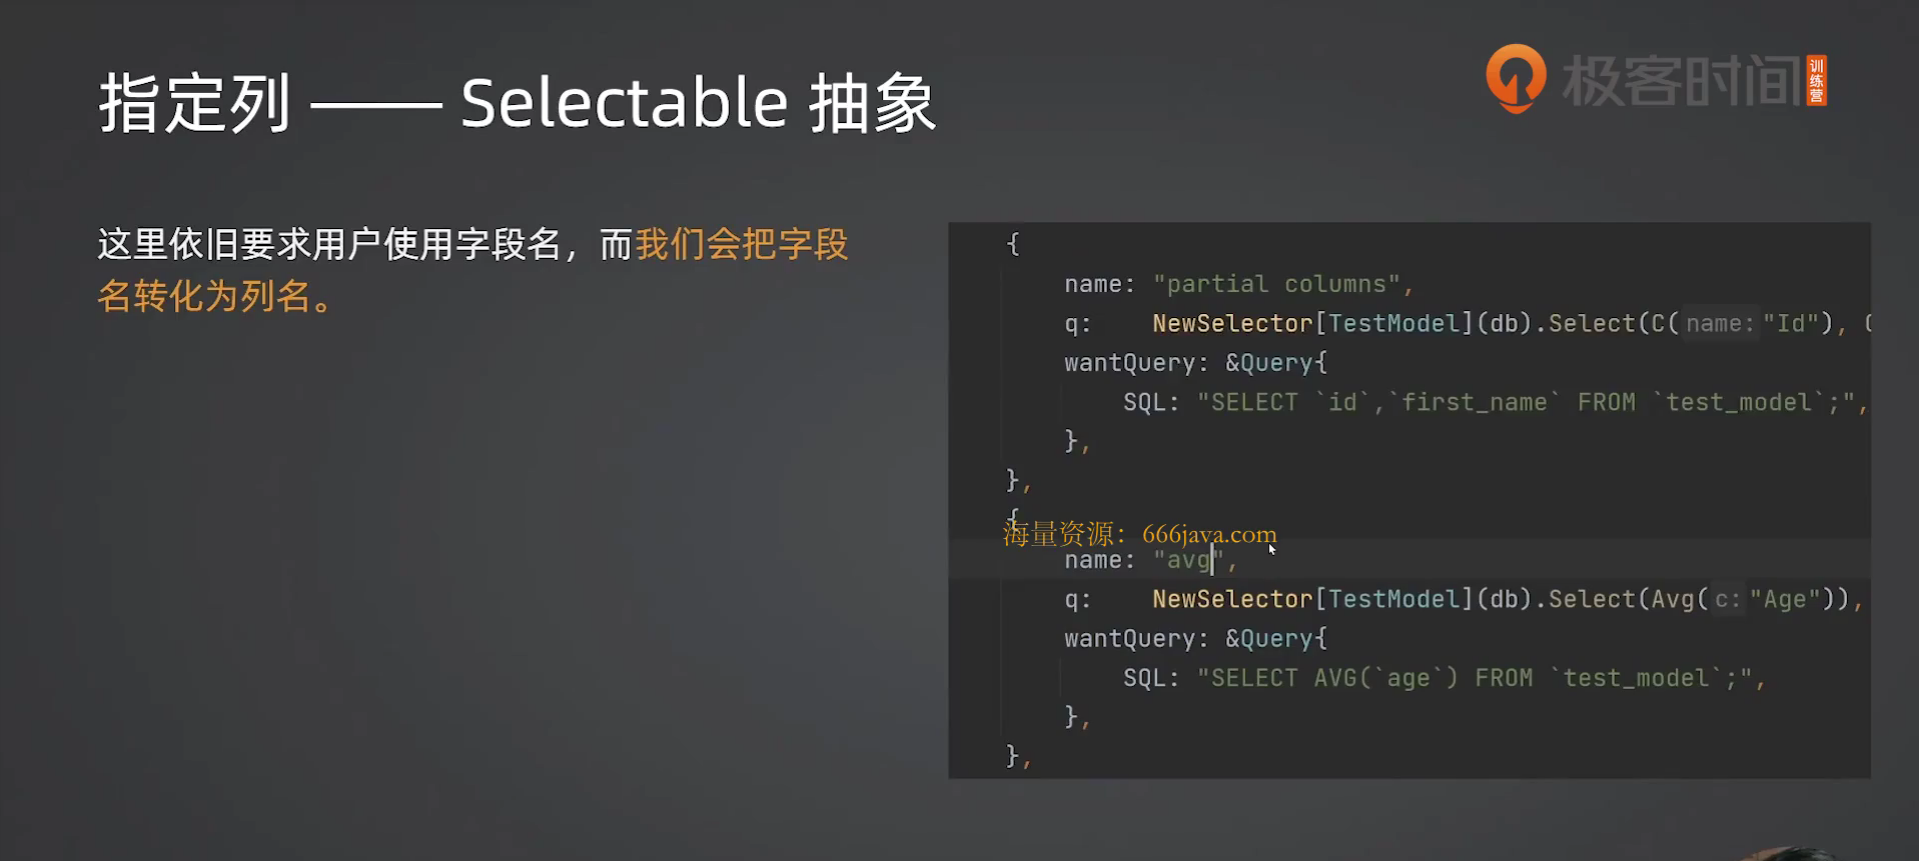 指定列 —— Selectable 抽象
极客时间
训练营
这里依旧要求用户使用字段名，而我们会把字段
名转化为列名。
{
name: "partial columns",
q: NewSelector[TestModel](db).Select(C(name:"Id"),
wantQuery: &Query{
SQL: "SELECT `id`,`first_name` FROM `test_model`;",
},
},
{
海量资源：666java.com
name: "avg",
q: NewSelector[TestModel](db).Select(Avg(c:"Age")),
wantQuery: &Query{
SQL: "SELECT AVG(`age`) FROM `test_model`;",
},
},